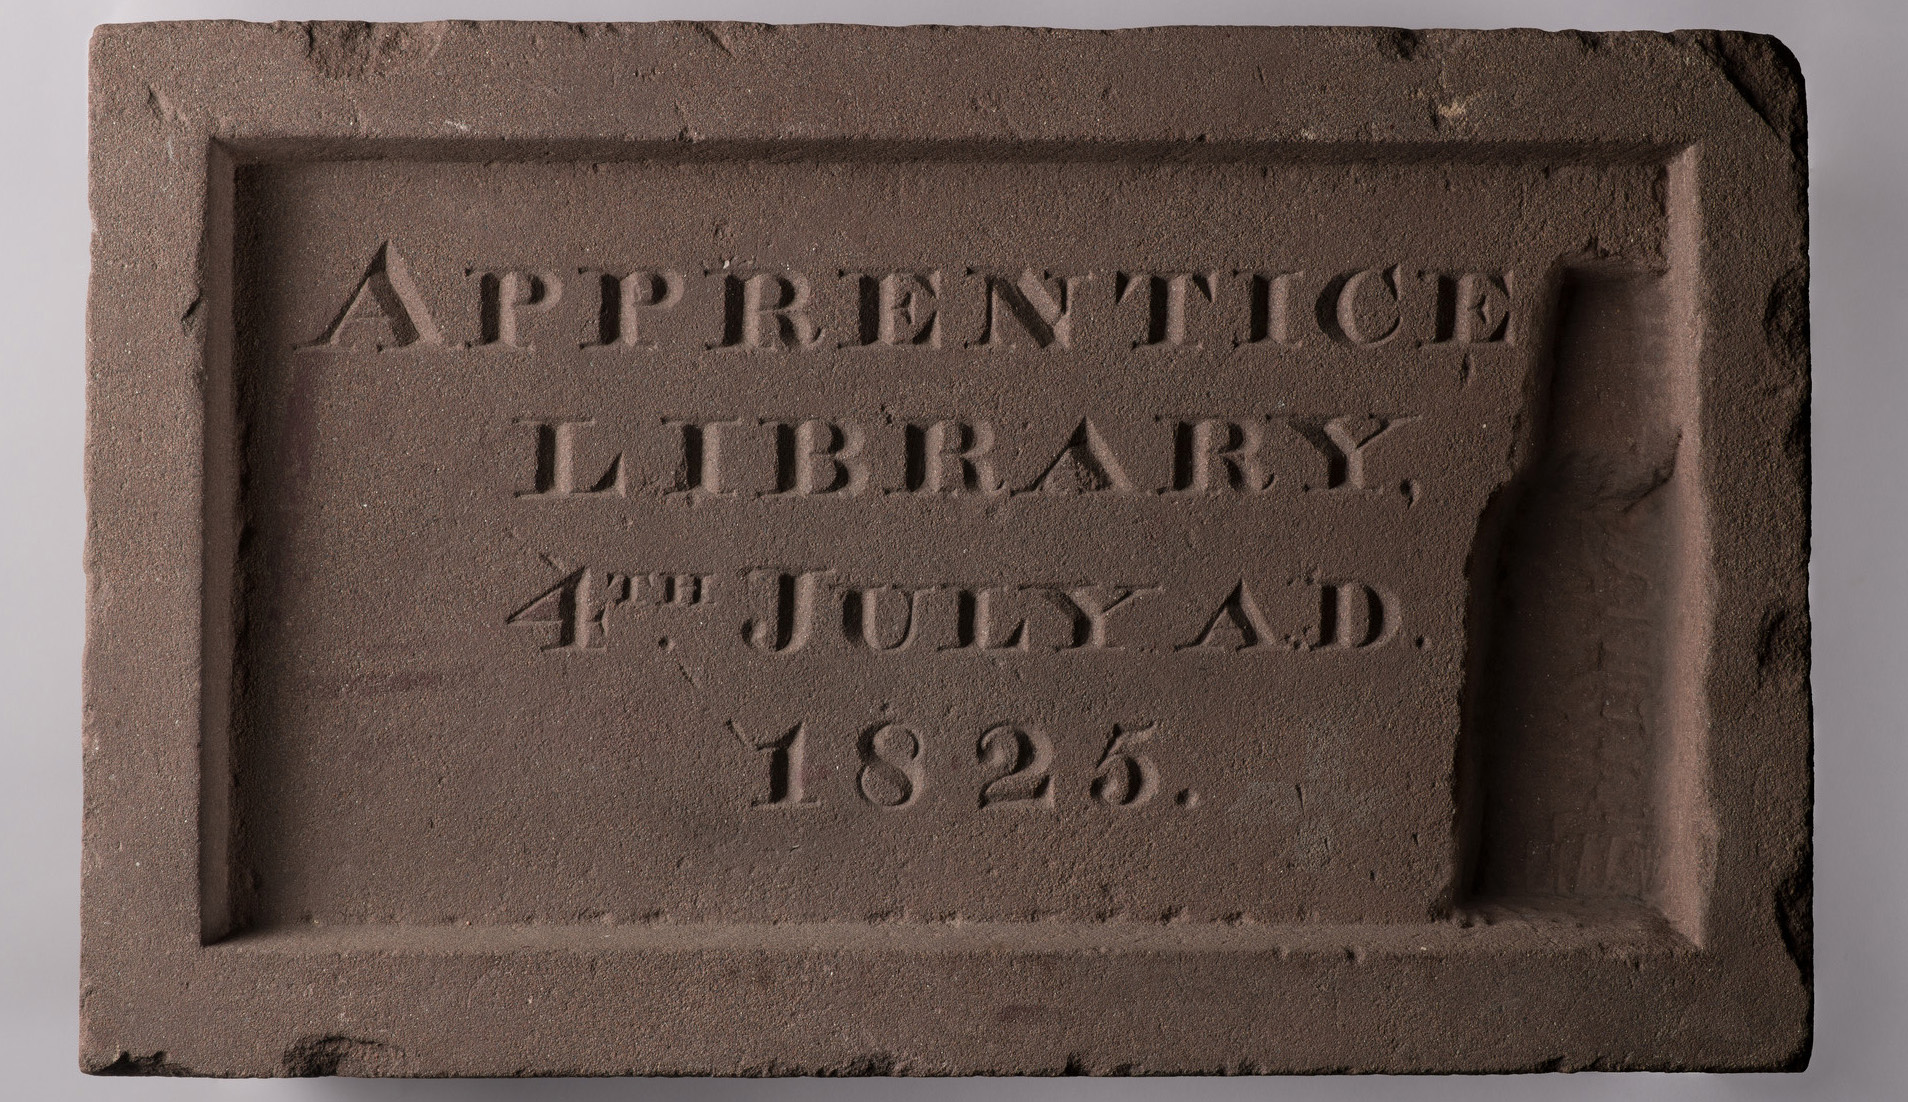 APPRENTICE
LIBRARY,
4TH. JULY A.D.
1825.